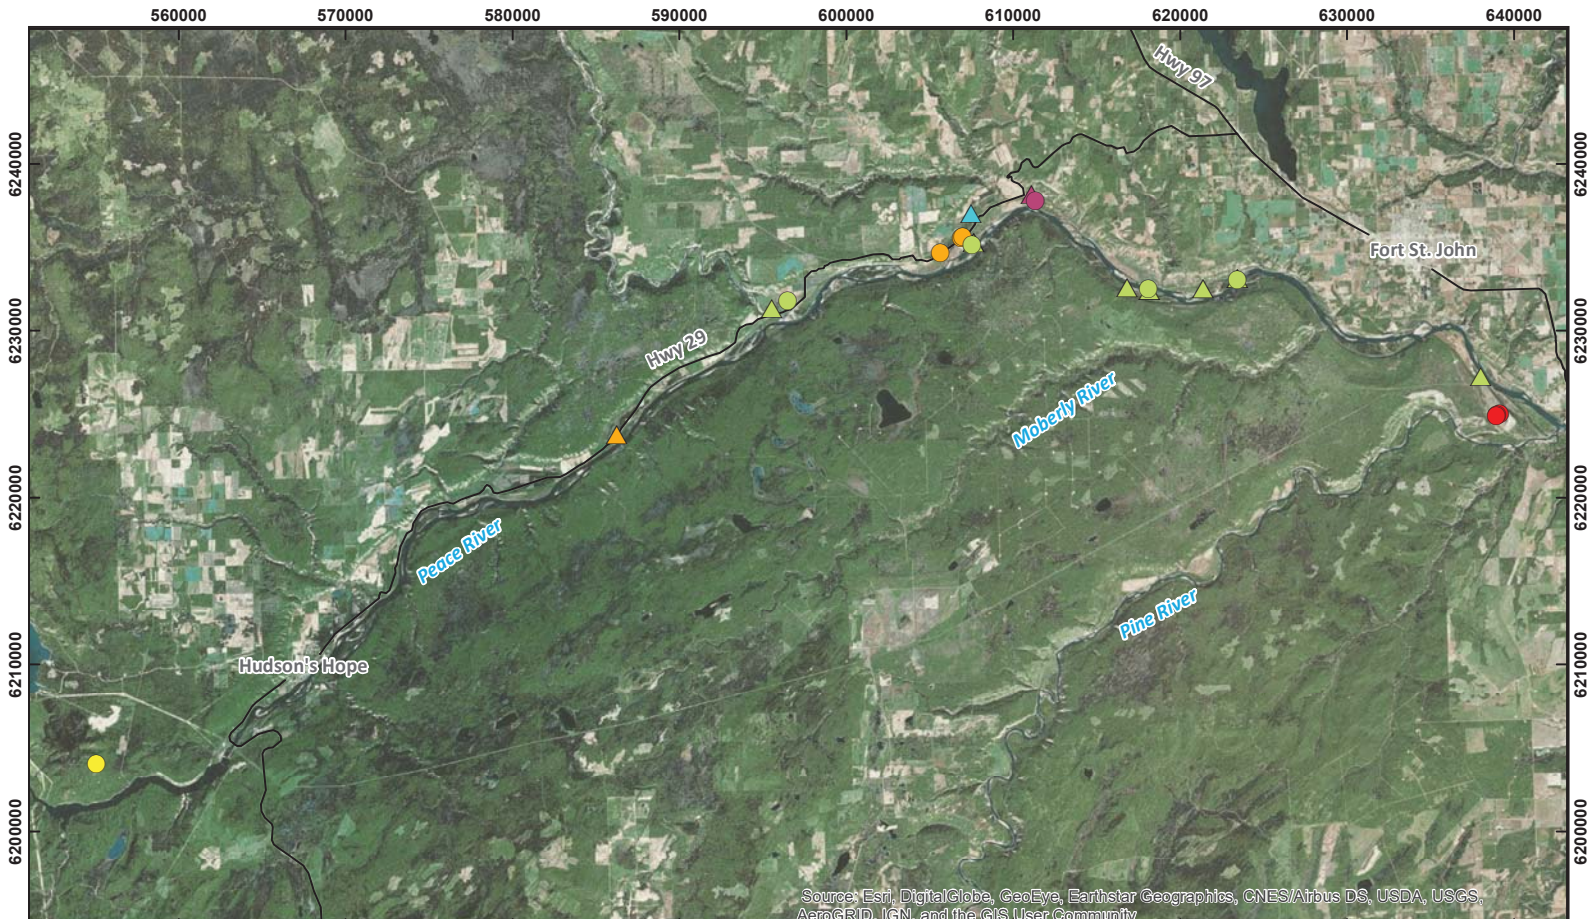 560000 570000 580000 590000 600000 610000 620000 630000 640000
Hwy 97
6240000 6240000
Fort St. John
6230000 6230000
Hwy 29
Moberly River
6220000 6220000
Peace River
Pine River
Hudson's Hope
6210000 6210000
6200000 6200000
Source: Esri, DigitalGlobe, GeoEye, Earthstar Geographics, CNES/Airbus DS, USDA, USGS,
AeroGRID, IGN, and the GIS User Community